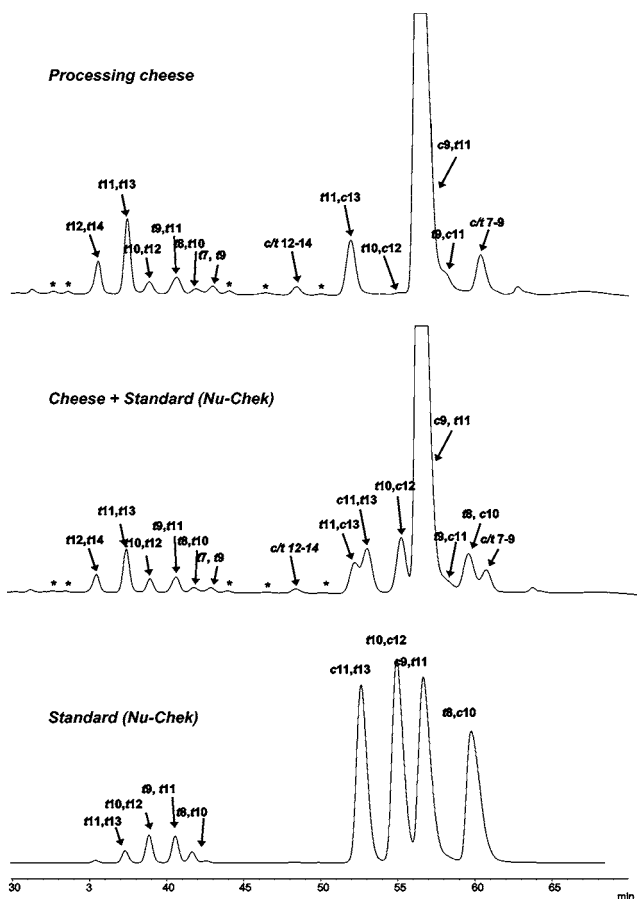 Processing cheese
c9,t11
t11,t13
t11,c13
t12,t14
t9,t11
t10,t12
t8,t10
t7, t9
c/t 12-14
t10,c12
t9,c11
c/t 7-9
* * * * *
Cheese + Standard (Nu-Chek)
c9, t11
t10,c12
c11,t13
t11,t13
t9,t11
t8, c10
t12,t14
t10,t12
t8,t10
t11,c13
t9,c11
t7, t9
c/t 12-14
c/t 7-9
* * * * *
t10,c12
c11,t13
c9,t11
Standard (Nu-Chek)
t8,c10
t9, t11
t10,t12
t11,t13
t8,t10
30 3 40 45 50 55 60 65
min